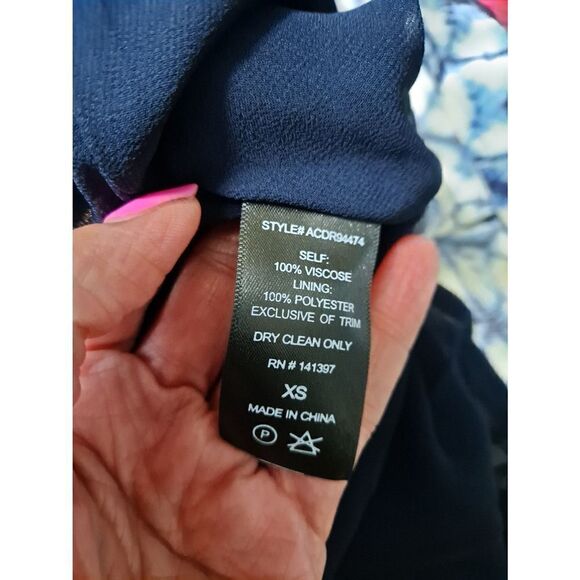 STYLE# ACDR94474
SELF:
100% VISCOSE
LINING:
100% POLYESTER
EXCLUSIVE OF TRIM
DRY CLEAN ONLY
RN # 141397
XS
MADE IN CHINA
P